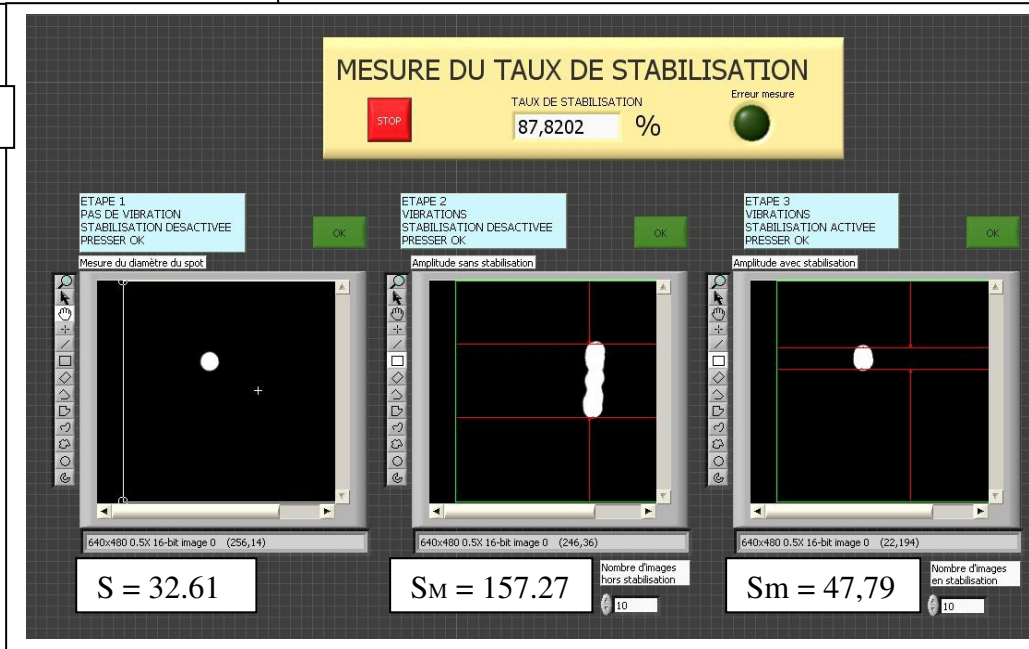 MESURE DU TAUX DE STABILISATION
STOP
TAUX DE STABILISATION
87,8202 %
Erreur mesure
ETAPE 1
PAS DE VIBRATION
STABILISATION DESACTIVEE
PRESSER OK
OK
ETAPE 2
VIBRATIONS
STABILISATION DESACTIVEE
PRESSER OK
OK
ETAPE 3
VIBRATIONS
STABILISATION ACTIVEE
PRESSER OK
OK
Mesure du diamètre du spot
Amplitude sans stabilisation
Amplitude avec stabilisation
640x480 0.5X 16-bit image 0 (256,14)
640x480 0.5X 16-bit image 0 (246,36)
640x480 0.5X 16-bit image 0 (22,194)
S = 32.61
SM = 157.27
Nombre d'images
hors stabilisation
10
Sm = 47,79
Nombre d'images
en stabilisation
10